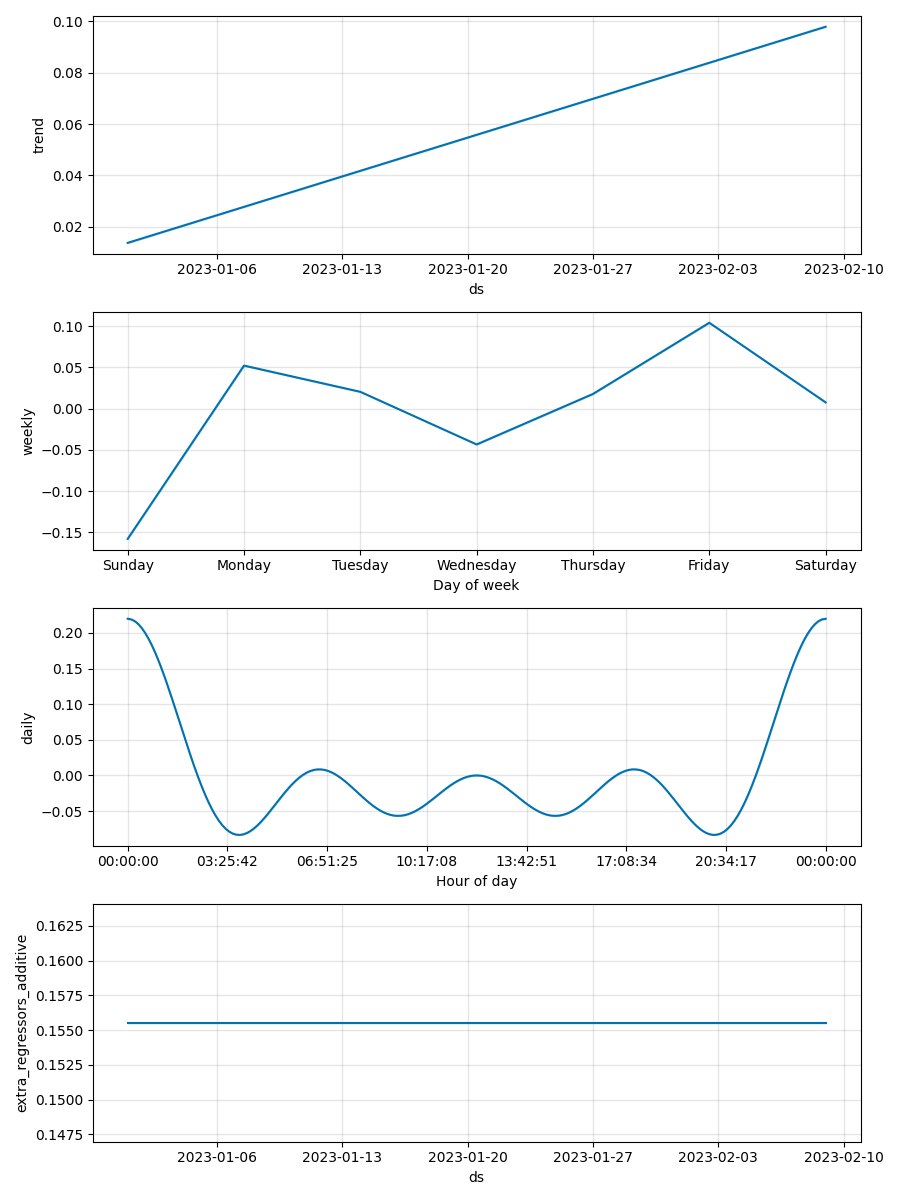 0.10
0.08
0.06
0.04
0.02
trend
2023-01-06 2023-01-13 2023-01-20 2023-01-27 2023-02-03 2023-02-10
ds
0.10
0.05
0.00
−0.05
−0.10
−0.15
weekly
Sunday Monday Tuesday Wednesday Thursday Friday Saturday
Day of week
0.20
0.15
0.10
0.05
0.00
−0.05
daily
00:00:00 03:25:42 06:51:25 10:17:08 13:42:51 17:08:34 20:34:17 00:00:00
Hour of day
0.1625
0.1600
0.1575
0.1550
0.1525
0.1500
0.1475
extra_regressors_additive
2023-01-06 2023-01-13 2023-01-20 2023-01-27 2023-02-03 2023-02-10
ds